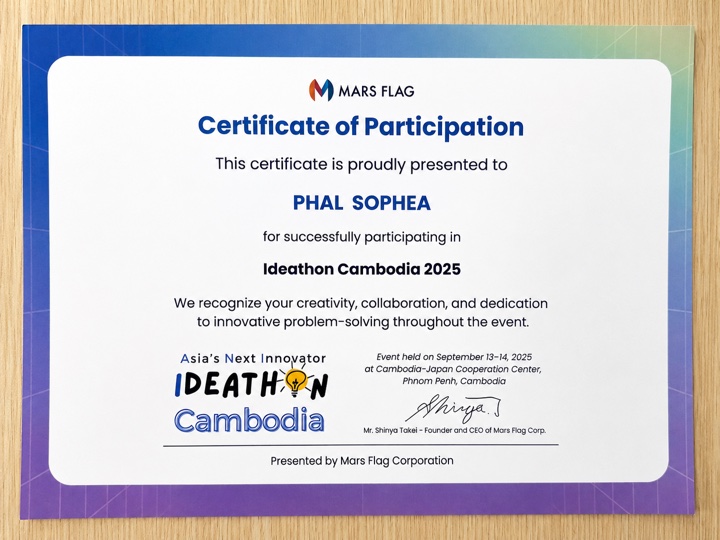 MARS FLAG
Certificate of Participation
This certificate is proudly presented to
PHAL SOPHEA
for successfully participating in
Ideathon Cambodia 2025
We recognize your creativity, collaboration, and dedication
to innovative problem-solving throughout the event.
Asia's Next Innovator
IDEATHON
Cambodia
Event held on September 13-14, 2025
at Cambodia-Japan Cooperation Center,
Phnom Penh, Cambodia
Shinya.J
Mr. Shinya Takei - Founder and CEO of Mars Flag Corp.
Presented by Mars Flag Corporation